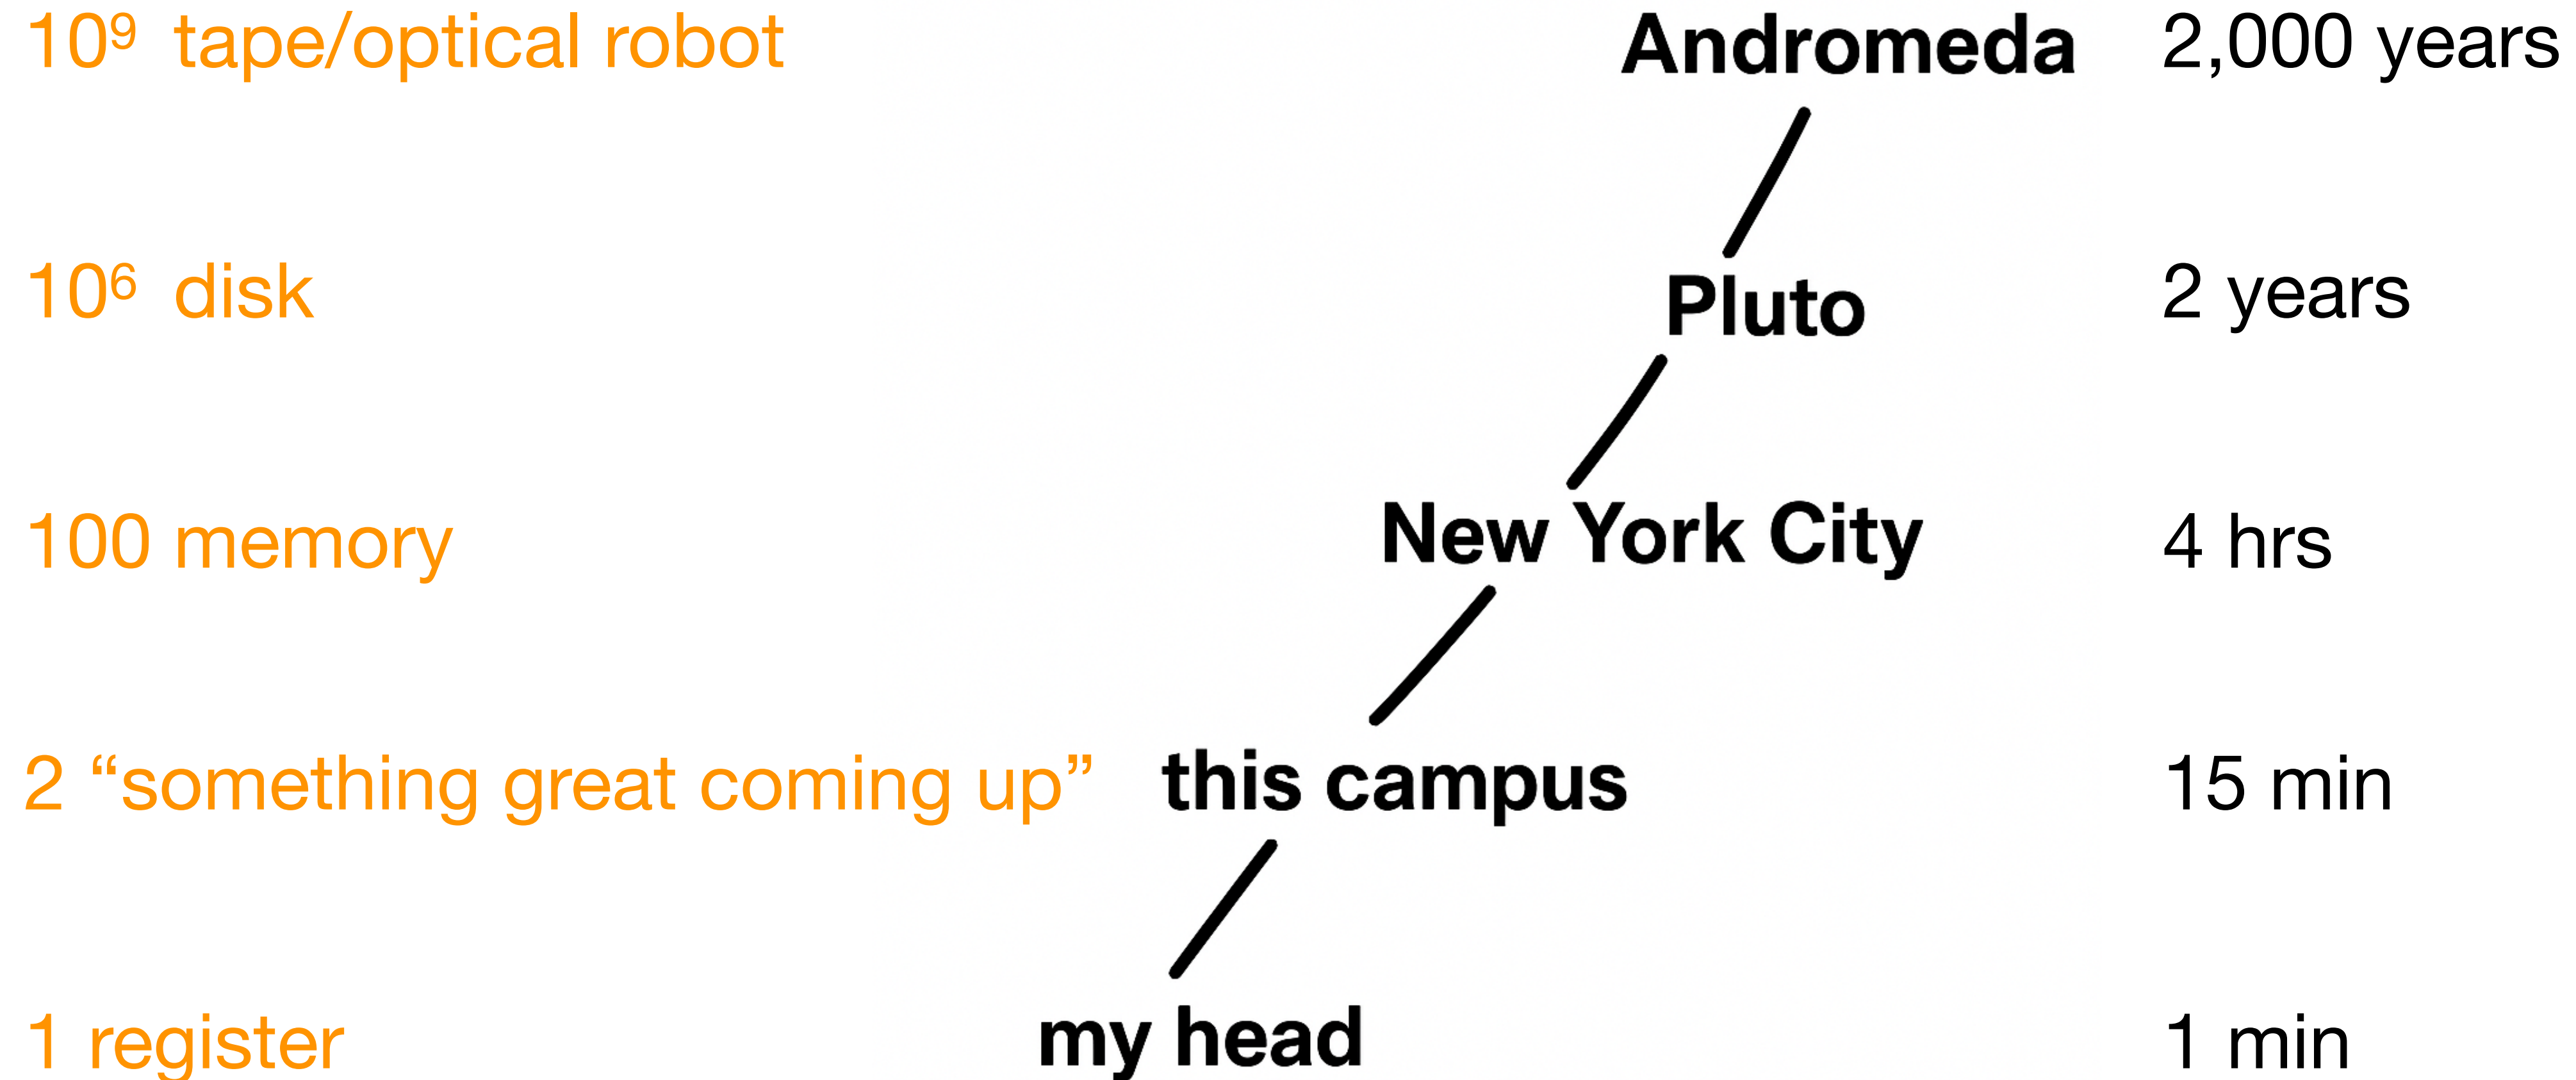 10⁹ tape/optical robot Andromeda 2,000 years
10⁶ disk Pluto 2 years
100 memory New York City 4 hrs
2 “something great coming up” this campus 15 min
1 register my head 1 min